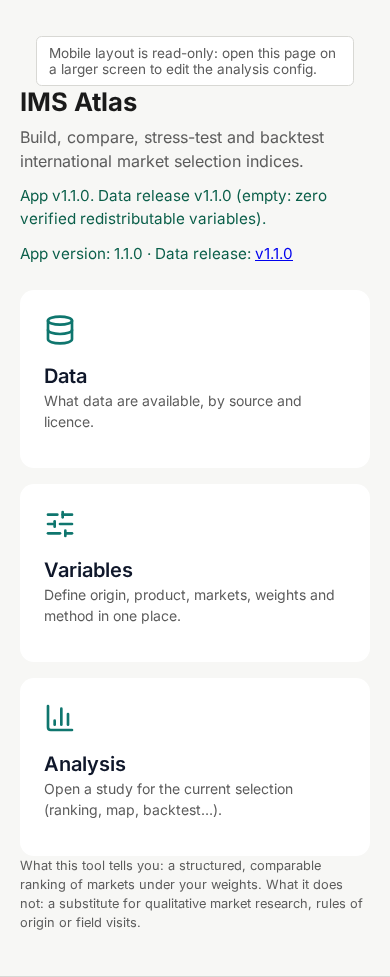 Mobile layout is read-only: open this page on
a larger screen to edit the analysis config.
IMS Atlas
Build, compare, stress-test and backtest
international market selection indices.
App v1.1.0. Data release v1.1.0 (empty: zero
verified redistributable variables).
App version: 1.1.0 · Data release: v1.1.0
Data
What data are available, by source and
licence.
Variables
Define origin, product, markets, weights and
method in one place.
Analysis
Open a study for the current selection
(ranking, map, backtest...).
What this tool tells you: a structured, comparable
ranking of markets under your weights. What it does
not: a substitute for qualitative market research, rules of
origin or field visits.